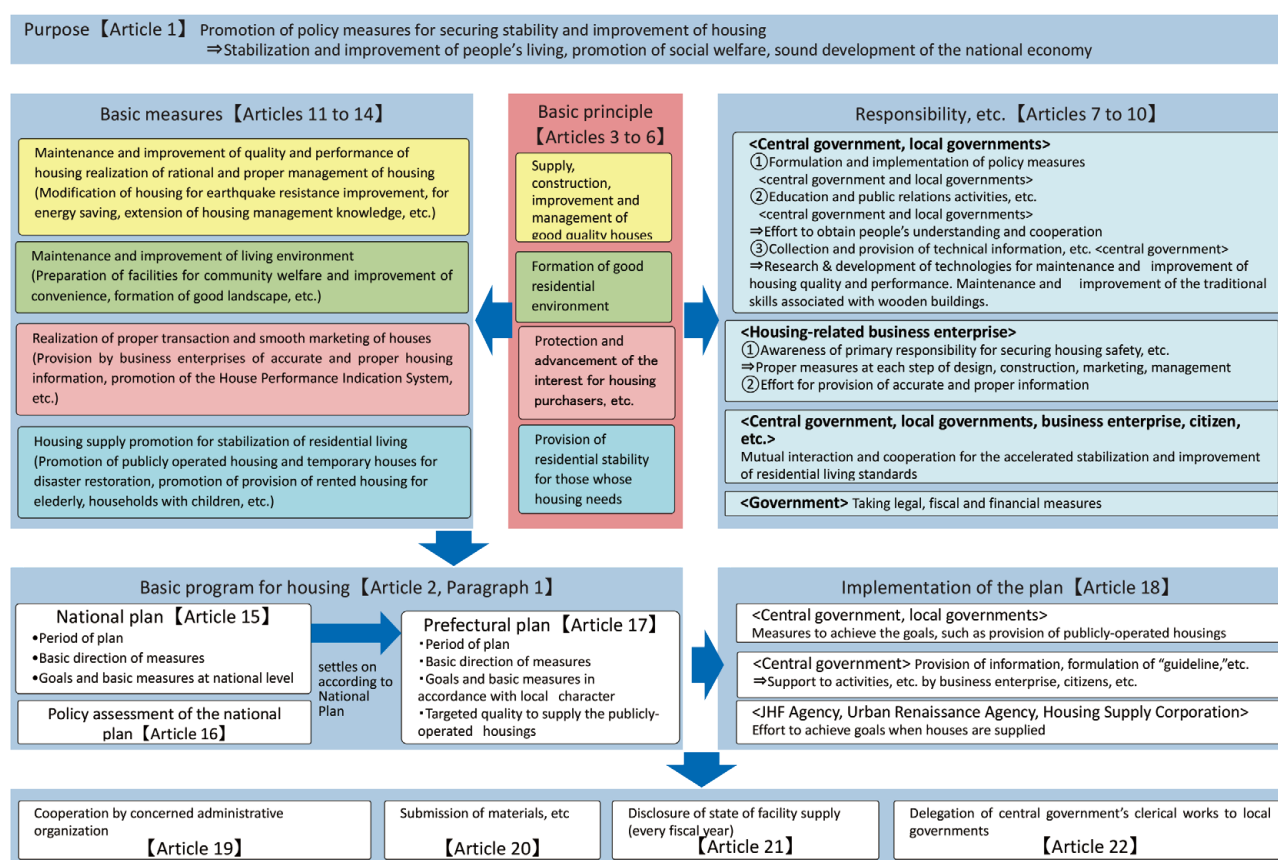 Purpose【Article 1】 Promotion of policy measures for securing stability and improvement of housing
⇒Stabilization and improvement of people's living, promotion of social welfare, sound development of the national economy
Basic measures【Articles 11 to 14】
Maintenance and improvement of quality and performance of
housing realization of rational and proper management of housing
(Modification of housing for earthquake resistance improvement, for
energy saving, extension of housing management knowledge, etc.)
Maintenance and improvement of living environment
(Preparation of facilities for community welfare and improvement of
convenience, formation of good landscape, etc.)
Realization of proper transaction and smooth marketing of houses
(Provision by business enterprises of accurate and proper housing
information, promotion of the House Performance Indication System,
etc.)
Housing supply promotion for stabilization of residential living
(Promotion of publicly operated housing and temporary houses for
disaster restoration, promotion of provision of rented housing for
elederly, households with children, etc.)
Basic principle
【Articles 3 to 6】
Supply,
construction,
improvement and
management of
good quality houses
Formation of good
residential
environment
Protection and
advancement of the
interest for housing
purchasers, etc.
Provision of
residential stability
for those whose
housing needs
Responsibility, etc.【Articles 7 to 10】
<Central government, local governments>
①Formulation and implementation of policy measures
<central government and local governments>
②Education and public relations activities, etc.
<central government and local governments>
⇒Effort to obtain people's understanding and cooperation
③Collection and provision of technical information, etc. <central government>
⇒Research & development of technologies for maintenance and improvement of
housing quality and performance. Maintenance and improvement of the traditional
skills associated with wooden buildings.
<Housing-related business enterprise>
①Awareness of primary responsibility for securing housing safety, etc.
⇒Proper measures at each step of design, construction, marketing, management
②Effort for provision of accurate and proper information
<Central government, local governments, business enterprise, citizen,
etc.>
Mutual interaction and cooperation for the accelerated stabilization and improvement
of residential living standards
<Government> Taking legal, fiscal and financial measures
Basic program for housing【Article 2, Paragraph 1】
National plan【Article 15】
•Period of plan
•Basic direction of measures
•Goals and basic measures at national level
Policy assessment of the national
plan【Article 16】
settles on
according to
National
Plan
Prefectural plan【Article 17】
・Period of plan
・Basic direction of measures
・Goals and basic measures in
accordance with local character
・Targeted quality to supply the publicly-
operated housings
Implementation of the plan【Article 18】
<Central government, local governments>
Measures to achieve the goals, such as provision of publicly-operated housings
<Central government> Provision of information, formulation of "guideline,"etc.
⇒Support to activities, etc. by business enterprise, citizens, etc.
<JHF Agency, Urban Renaissance Agency, Housing Supply Corporation>
Effort to achieve goals when houses are supplied
Cooperation by concerned administrative
organization
【Article 19】
Submission of materials, etc
【Article 20】
Disclosure of state of facility supply
(every fiscal year)
【Article 21】
Delegation of central government's clerical works to local
governments
【Article 22】